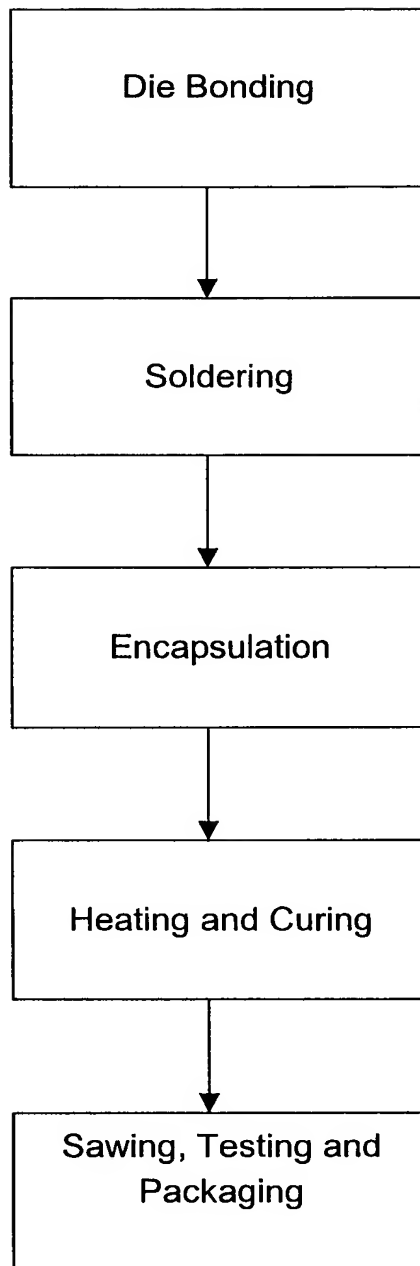 Die Bonding
Soldering
Encapsulation
Heating and Curing
Sawing, Testing and
Packaging